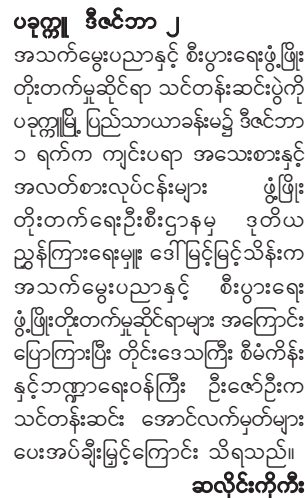 ပခုက္ကူ ဒီဇင်ဘာ ၂
အသက်မွေးပညာနှင့် စီးပွားရေးဖွံ့ဖြိုး
တိုးတက်မှုဆိုင်ရာ သင်တန်းဆင်းပွဲကို
ပခုက္ကူမြို့ ပြည်သာယာခန်းမ၌ ဒီဇင်ဘာ
၁ ရက်က ကျင်းပရာ အသေးစားနှင့်
အလတ်စားလုပ်ငန်းများ ဖွံ့ဖြိုး
တိုးတက်ရေးဦးစီးဌာနမှ ဒုတိယ
ညွှန်ကြားရေးမှူး ဒေါ်မြင့်မြင့်သိန်းက
အသက်မွေးပညာနှင့် စီးပွားရေး
ဖွံ့ဖြိုးတိုးတက်မှုဆိုင်ရာများ အကြောင်း
ပြောကြားပြီး တိုင်းဒေသကြီး စီမံကိန်း
နှင့်ဘဏ္ဍာရေးဝန်ကြီး ဦးဇော်ဦးက
သင်တန်းဆင်း အောင်လက်မှတ်များ
ပေးအပ်ချီးမြှင့်ကြောင်း သိရသည်။
ဆလိုင်းကိုကီး